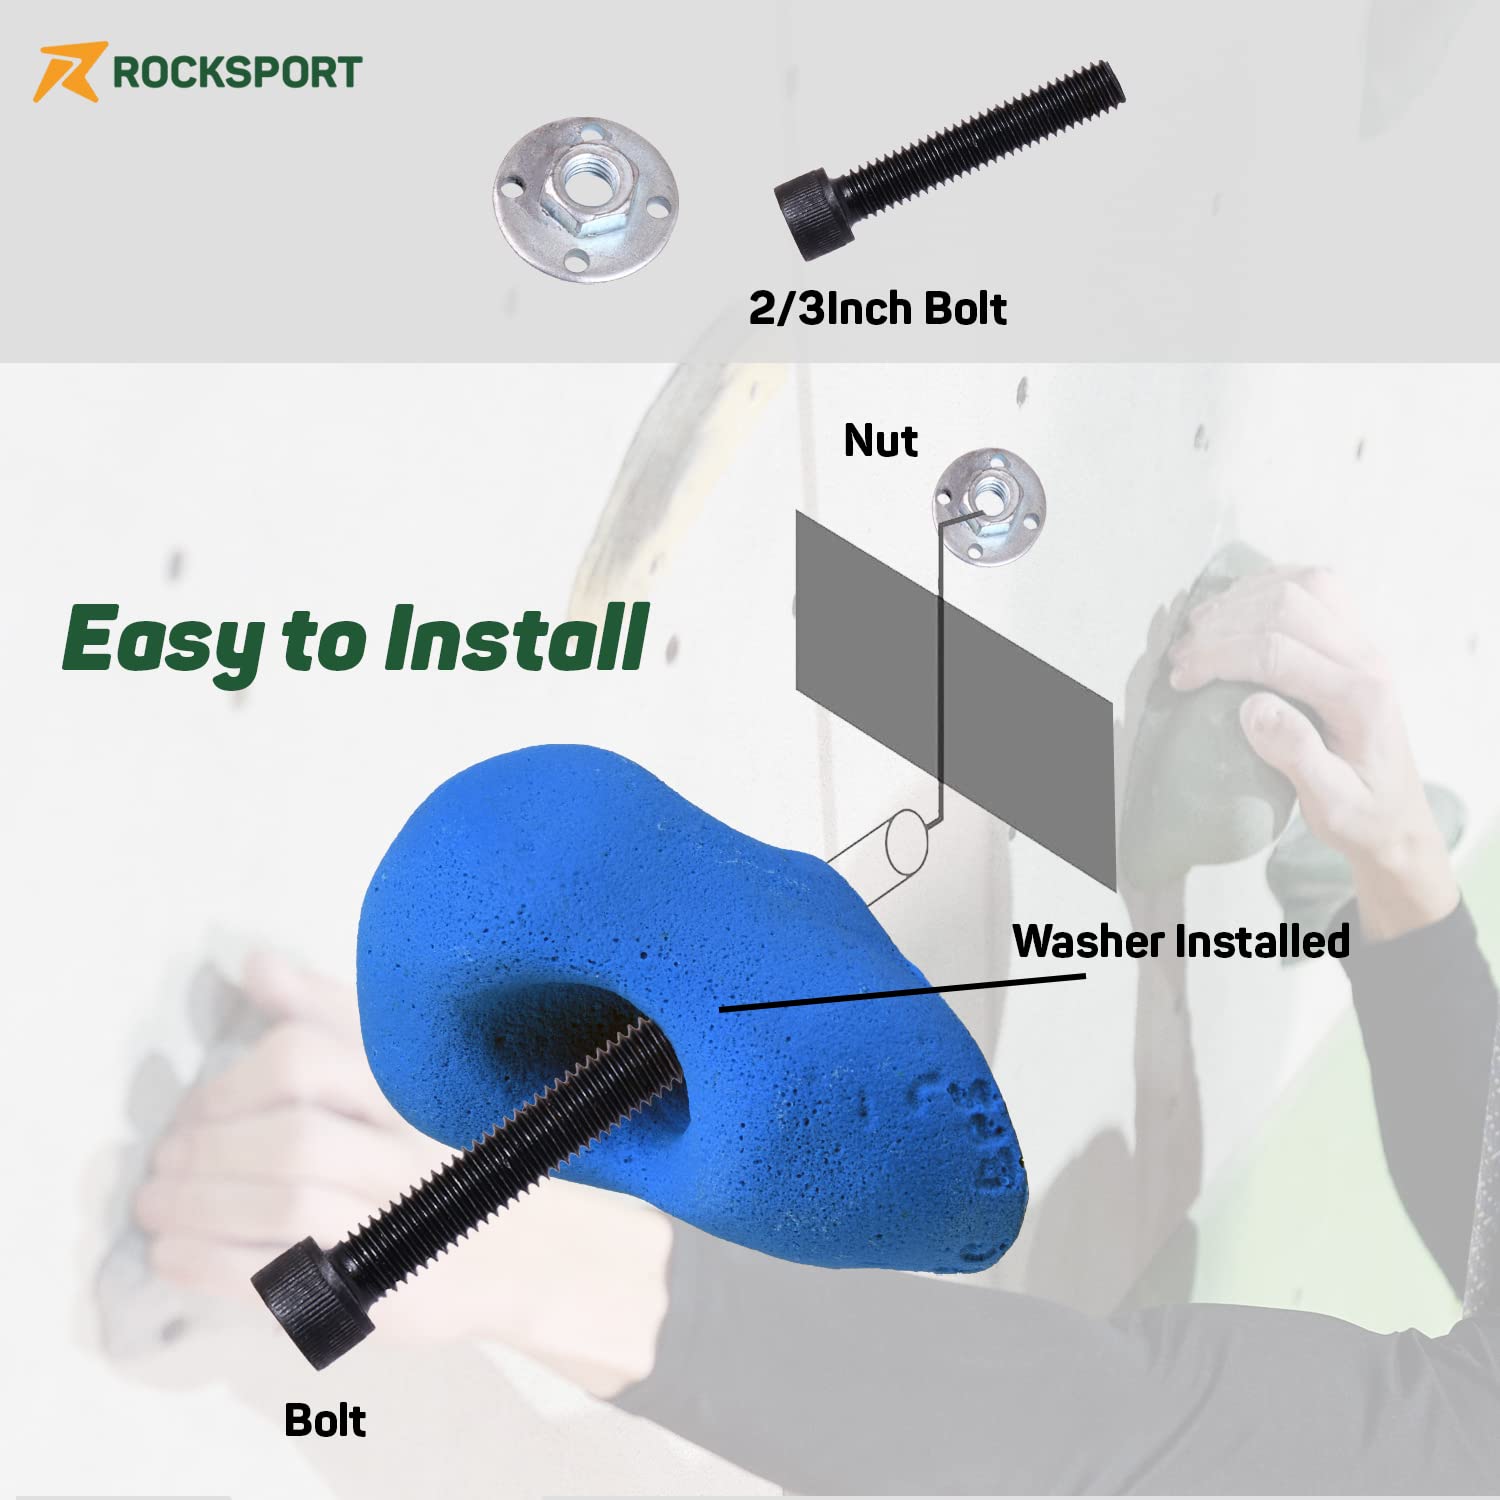 ROCKSPORT
2/3Inch Bolt
Nut
Easy to Install
Washer Installed
Bolt